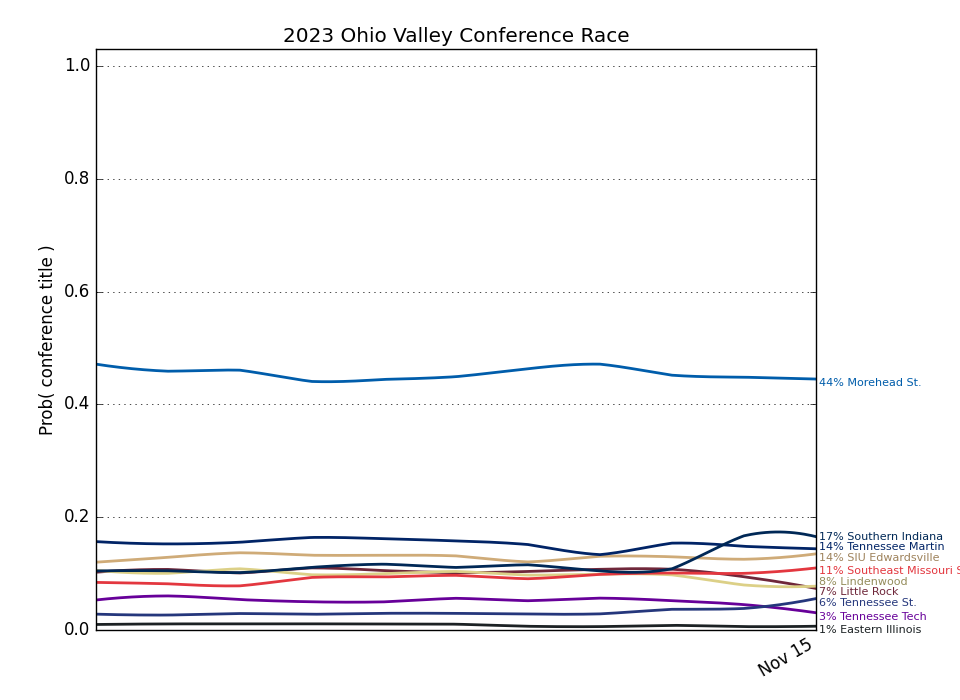 2023 Ohio Valley Conference Race
Prob( conference title )
1.0
0.8
0.6
0.4
0.2
0.0
44% Morehead St.
17% Southern Indiana
14% Tennessee Martin
14% SIU Edwardsville
11% Southeast Missouri S
8% Lindenwood
7% Little Rock
6% Tennessee St.
3% Tennessee Tech
1% Eastern Illinois
Nov 15